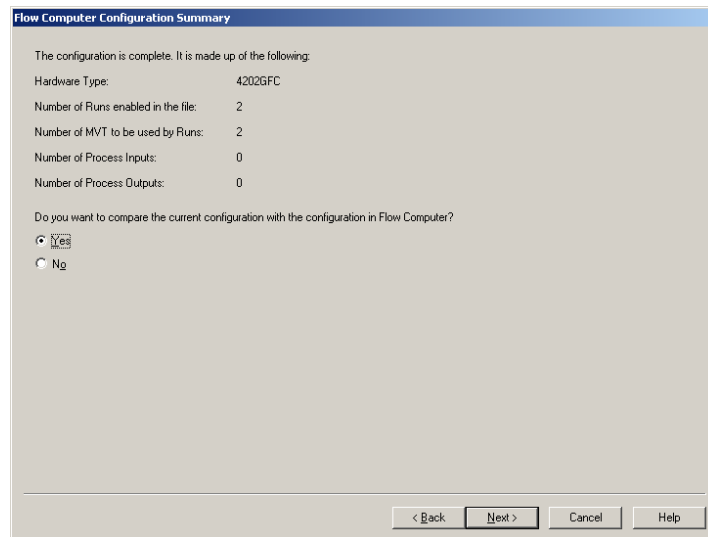 Flow Computer Configuration Summary
The configuration is complete. It is made up of the following:
Hardware Type: 4202GFC
Number of Runs enabled in the file: 2
Number of MVT to be used by Runs: 2
Number of Process Inputs: 0
Number of Process Outputs: 0
Do you want to compare the current configuration with the configuration in Flow Computer?
Yes
No
< Back Next > Cancel Help